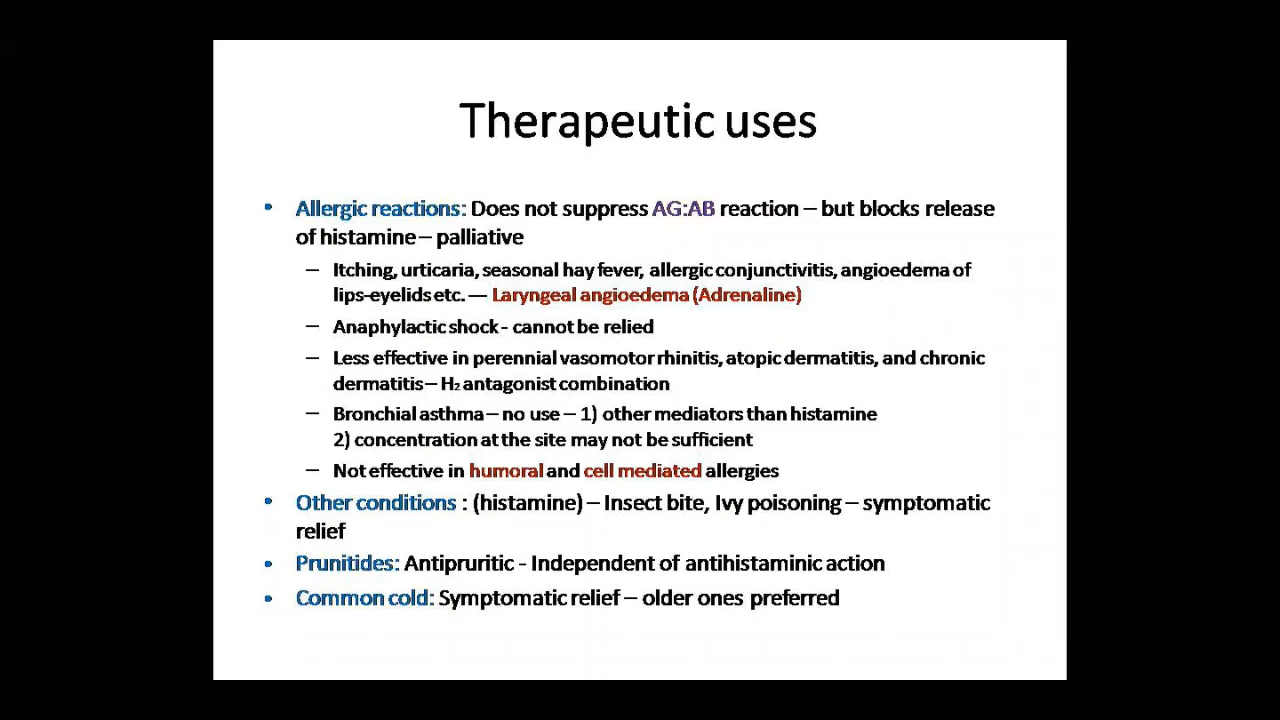 Therapeutic uses
• Allergic reactions: Does not suppress AG:AB reaction – but blocks release
of histamine – palliative
– Itching, urticaria, seasonal hay fever, allergic conjunctivitis, angioedema of
lips-eyelids etc. — Laryngeal angioedema (Adrenaline)
– Anaphylactic shock - cannot be relied
– Less effective in perennial vasomotor rhinitis, atopic dermatitis, and chronic
dermatitis – H₂ antagonist combination
– Bronchial asthma – no use – 1) other mediators than histamine
2) concentration at the site may not be sufficient
– Not effective in humoral and cell mediated allergies
• Other conditions : (histamine) – Insect bite, Ivy poisoning – symptomatic
relief
• Prunitides: Antipruritic - Independent of antihistaminic action
• Common cold: Symptomatic relief – older ones preferred